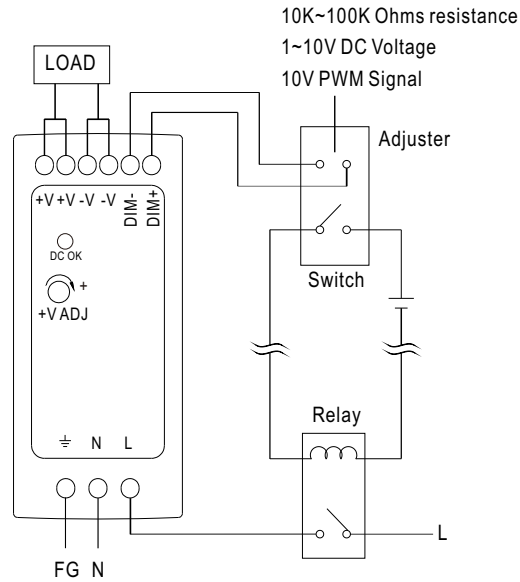 10K~100K Ohms resistance
1~10V DC Voltage
10V PWM Signal
LOAD
Adjuster
+V +V -V -V DIM- DIM+
DC OK
+
+V ADJ
Switch
Relay
N L
L
FG N